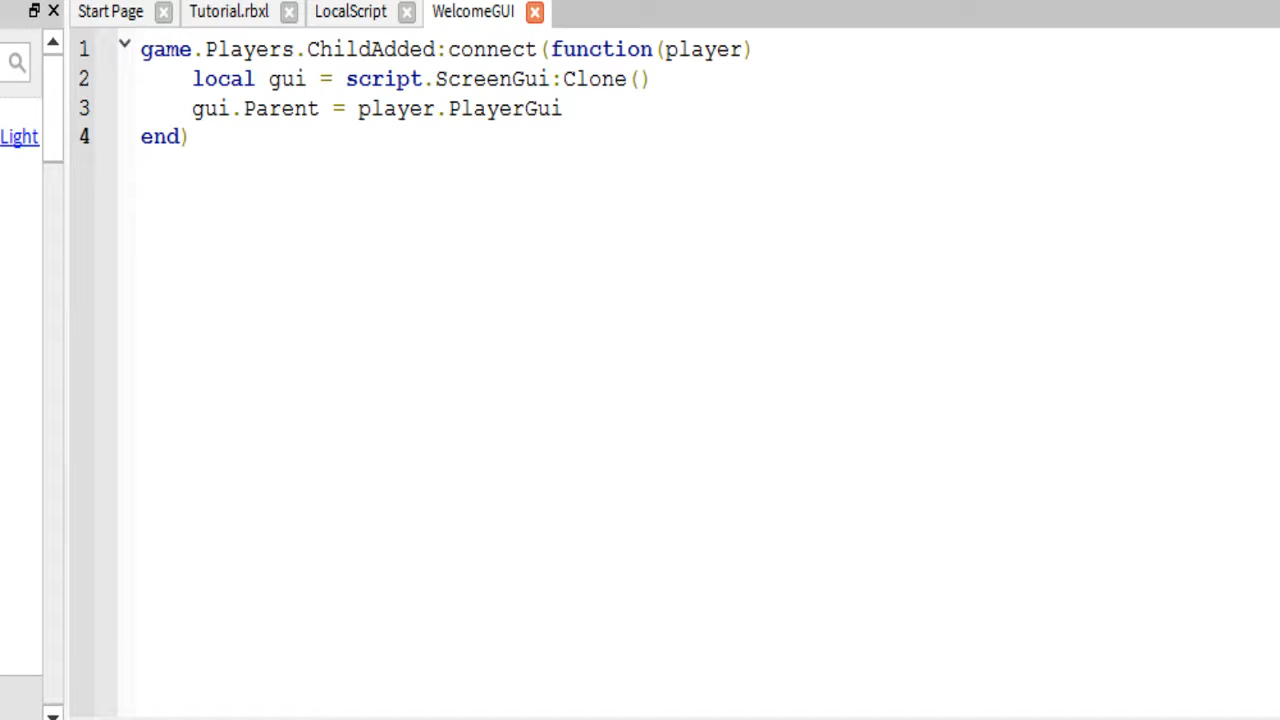 Start Page Tutorial.rbxl LocalScript WelcomeGUI
1 game.Players.ChildAdded:connect(function(player)
2 local gui = script.ScreenGui:Clone()
3 gui.Parent = player.PlayerGui
Light
4 end)